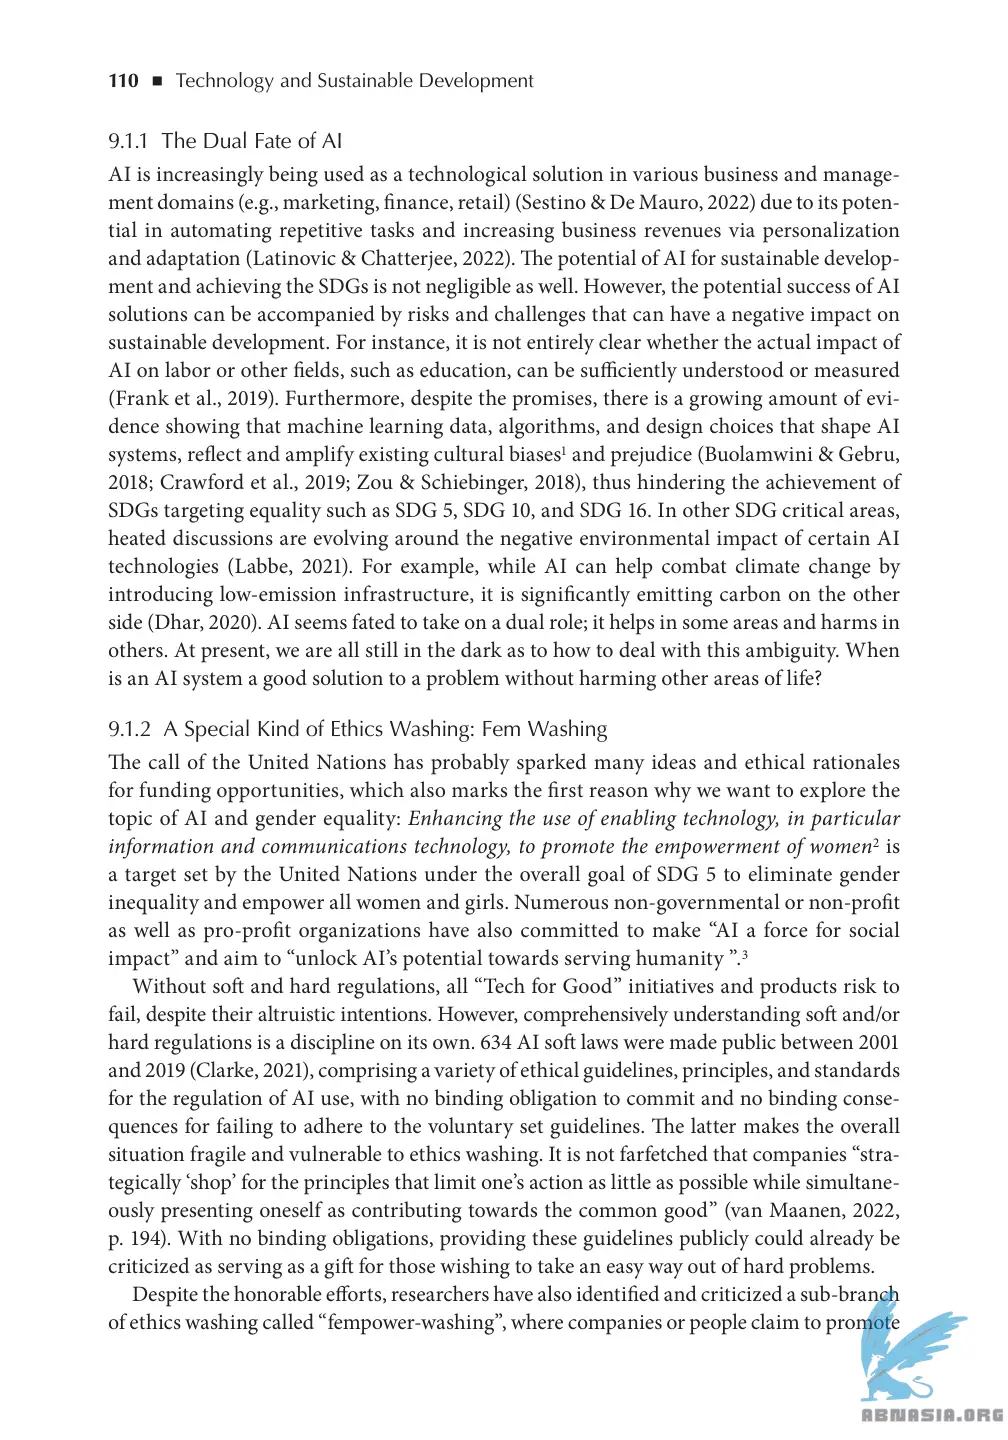 110 ■ Technology and Sustainable Development
9.1.1 The Dual Fate of AI
AI is increasingly being used as a technological solution in various business and manage-
ment domains (e.g., marketing, finance, retail) (Sestino & De Mauro, 2022) due to its poten-
tial in automating repetitive tasks and increasing business revenues via personalization
and adaptation (Latinovic & Chatterjee, 2022). The potential of AI for sustainable develop-
ment and achieving the SDGs is not negligible as well. However, the potential success of AI
solutions can be accompanied by risks and challenges that can have a negative impact on
sustainable development. For instance, it is not entirely clear whether the actual impact of
AI on labor or other fields, such as education, can be sufficiently understood or measured
(Frank et al., 2019). Furthermore, despite the promises, there is a growing amount of evi-
dence showing that machine learning data, algorithms, and design choices that shape AI
systems, reflect and amplify existing cultural biases¹ and prejudice (Buolamwini & Gebru,
2018; Crawford et al., 2019; Zou & Schiebinger, 2018), thus hindering the achievement of
SDGs targeting equality such as SDG 5, SDG 10, and SDG 16. In other SDG critical areas,
heated discussions are evolving around the negative environmental impact of certain AI
technologies (Labbe, 2021). For example, while AI can help combat climate change by
introducing low-emission infrastructure, it is significantly emitting carbon on the other
side (Dhar, 2020). AI seems fated to take on a dual role; it helps in some areas and harms in
others. At present, we are all still in the dark as to how to deal with this ambiguity. When
is an AI system a good solution to a problem without harming other areas of life?
9.1.2 A Special Kind of Ethics Washing: Fem Washing
The call of the United Nations has probably sparked many ideas and ethical rationales
for funding opportunities, which also marks the first reason why we want to explore the
topic of AI and gender equality: Enhancing the use of enabling technology, in particular
information and communications technology, to promote the empowerment of women² is
a target set by the United Nations under the overall goal of SDG 5 to eliminate gender
inequality and empower all women and girls. Numerous non-governmental or non-profit
as well as pro-profit organizations have also committed to make “AI a force for social
impact” and aim to “unlock AI’s potential towards serving humanity ”.³
Without soft and hard regulations, all “Tech for Good” initiatives and products risk to
fail, despite their altruistic intentions. However, comprehensively understanding soft and/or
hard regulations is a discipline on its own. 634 AI soft laws were made public between 2001
and 2019 (Clarke, 2021), comprising a variety of ethical guidelines, principles, and standards
for the regulation of AI use, with no binding obligation to commit and no binding conse-
quences for failing to adhere to the voluntary set guidelines. The latter makes the overall
situation fragile and vulnerable to ethics washing. It is not farfetched that companies “stra-
tegically ‘shop’ for the principles that limit one’s action as little as possible while simultane-
ously presenting oneself as contributing towards the common good” (van Maanen, 2022,
p. 194). With no binding obligations, providing these guidelines publicly could already be
criticized as serving as a gift for those wishing to take an easy way out of hard problems.
Despite the honorable efforts, researchers have also identified and criticized a sub-branch
of ethics washing called “fempower-washing”, where companies or people claim to promote
ABNASIA.ORG